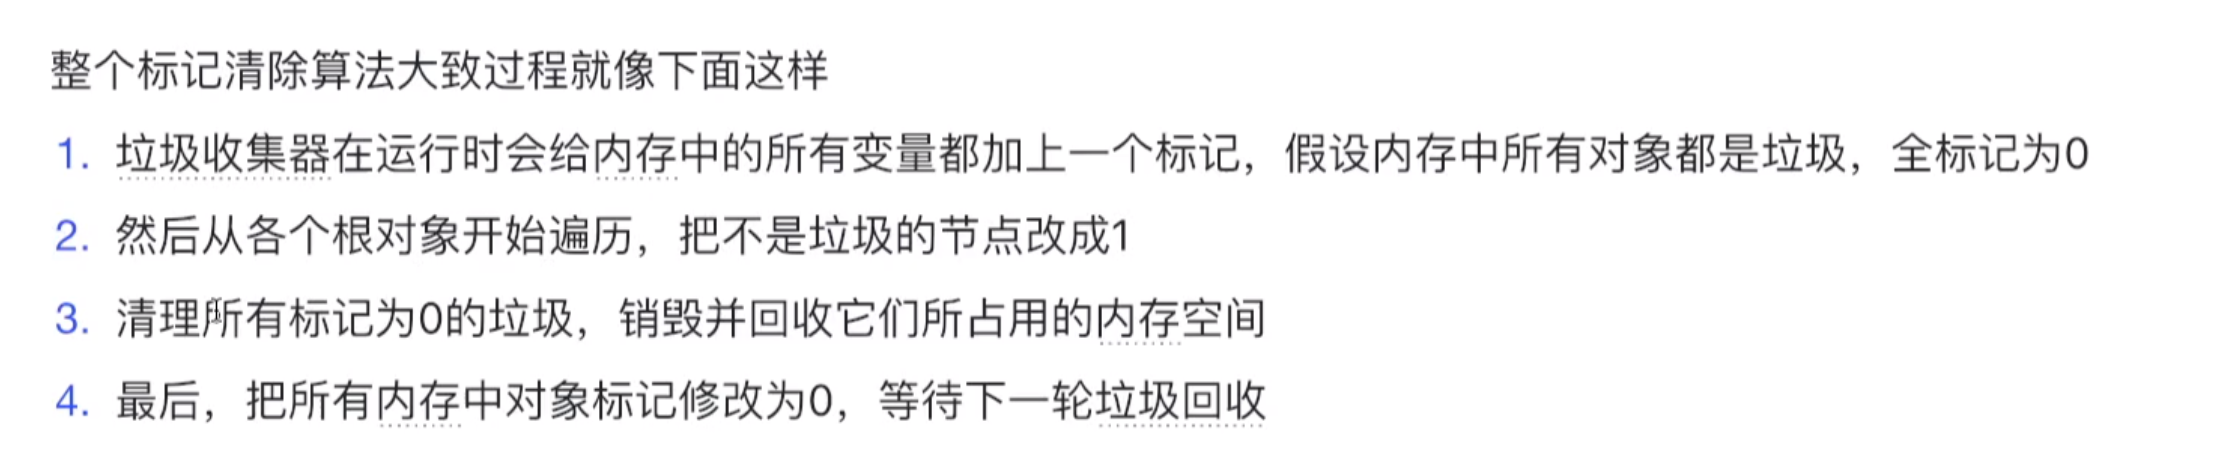 整个标记清除算法大致过程就像下面这样
1. 垃圾收集器在运行时会给内存中的所有变量都加上一个标记，假设内存中所有对象都是垃圾，全标记为0
2. 然后从各个根对象开始遍历，把不是垃圾的节点改成1
3. 清理所有标记为0的垃圾，销毁并回收它们所占用的内存空间
4. 最后，把所有内存中对象标记修改为0，等待下一轮垃圾回收